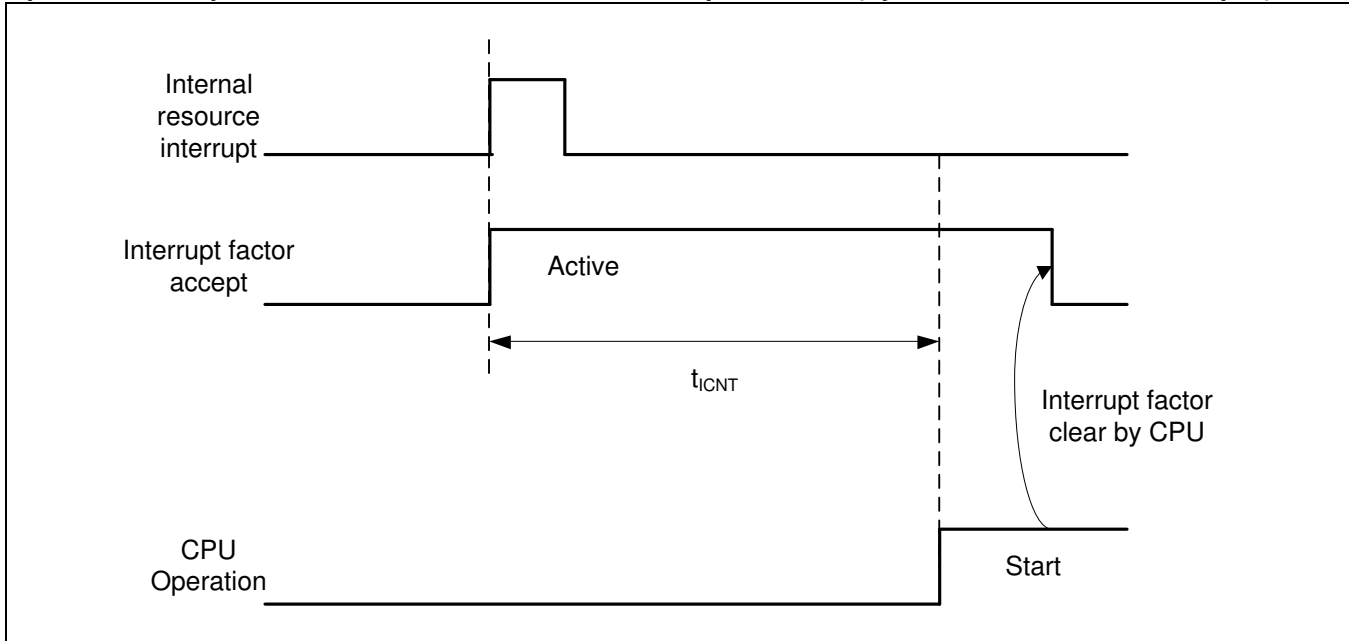 Internal
resource
interrupt
Interrupt factor
accept
Active
tICNT
Interrupt factor
clear by CPU
CPU
Operation
Start